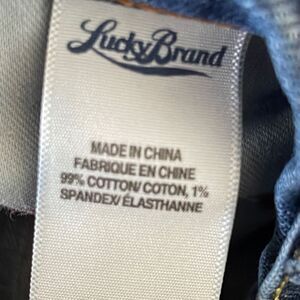 Lucky Brand
MADE IN CHINA
FABRIQUE EN CHINE
99% COTTON/ COTON, 1%
SPANDEX/ ÉLASTHANNE